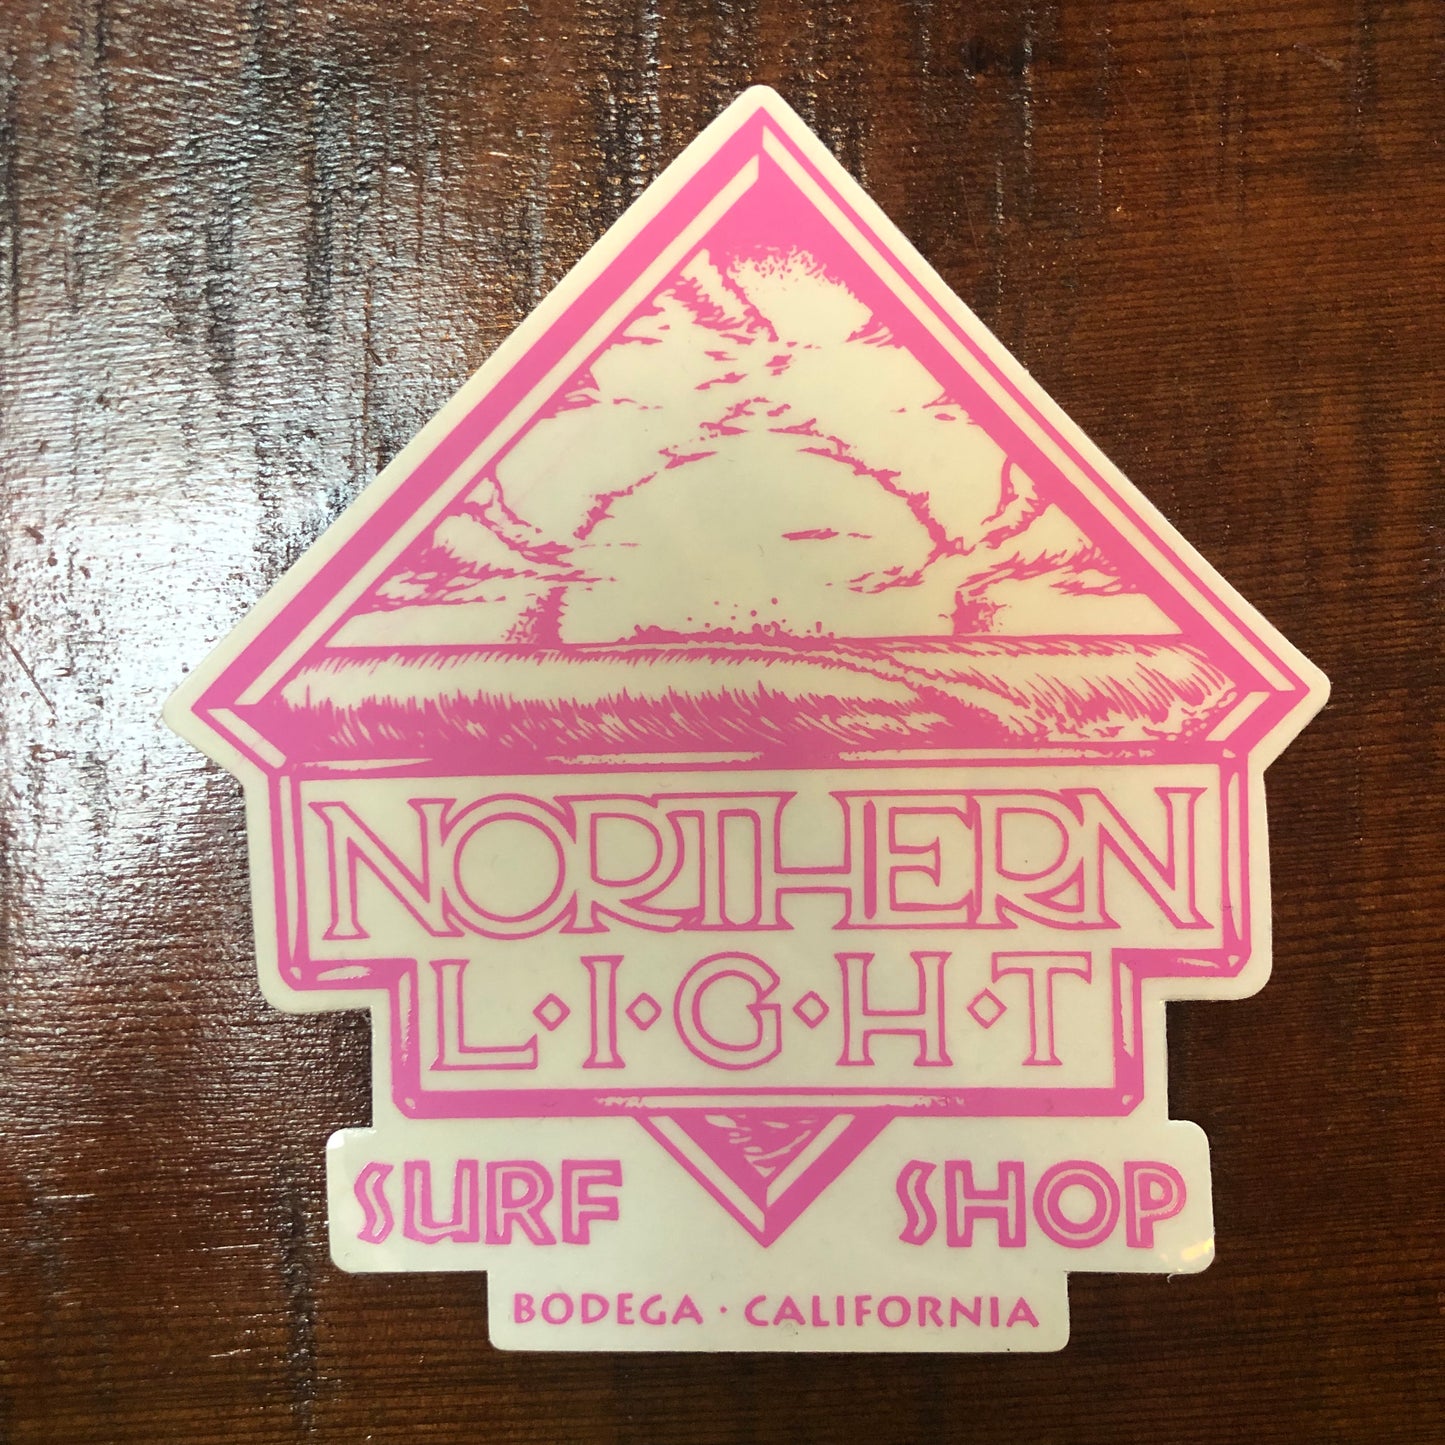 NORTHERN
L·I·G·H·T
SURF SHOP
BODEGA · CALIFORNIA